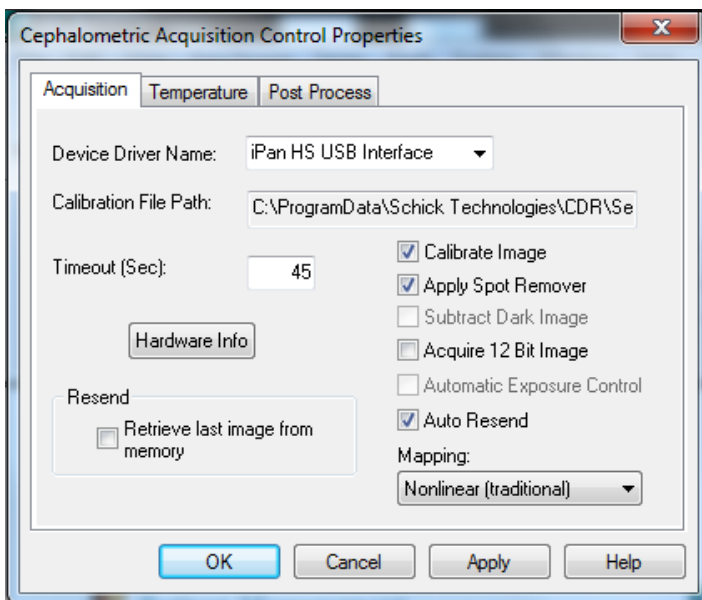 Cephalometric Acquisition Control Properties
Acquisition
Temperature
Post Process
Device Driver Name:
iPan HS USB Interface
Calibration File Path:
C:\ProgramData\Schick Technologies\CDR\Se
Timeout (Sec):
45
Hardware Info
Resend
Retrieve last image from
memory
Calibrate Image
Apply Spot Remover
Subtract Dark Image
Acquire 12 Bit Image
Automatic Exposure Control
Auto Resend
Mapping:
Nonlinear (traditional)
OK
Cancel
Apply
Help